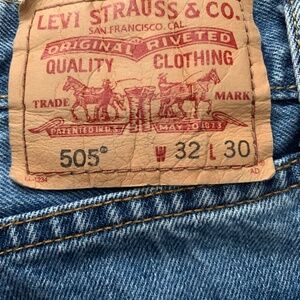 LEVI STRAUSS & CO.
SAN FRANCISCO, CAL.
ORIGINAL RIVETED
QUALITY CLOTHING
TRADE MARK
PATENTED IN U.S. MAY 20 1873
505® W 32 L 30